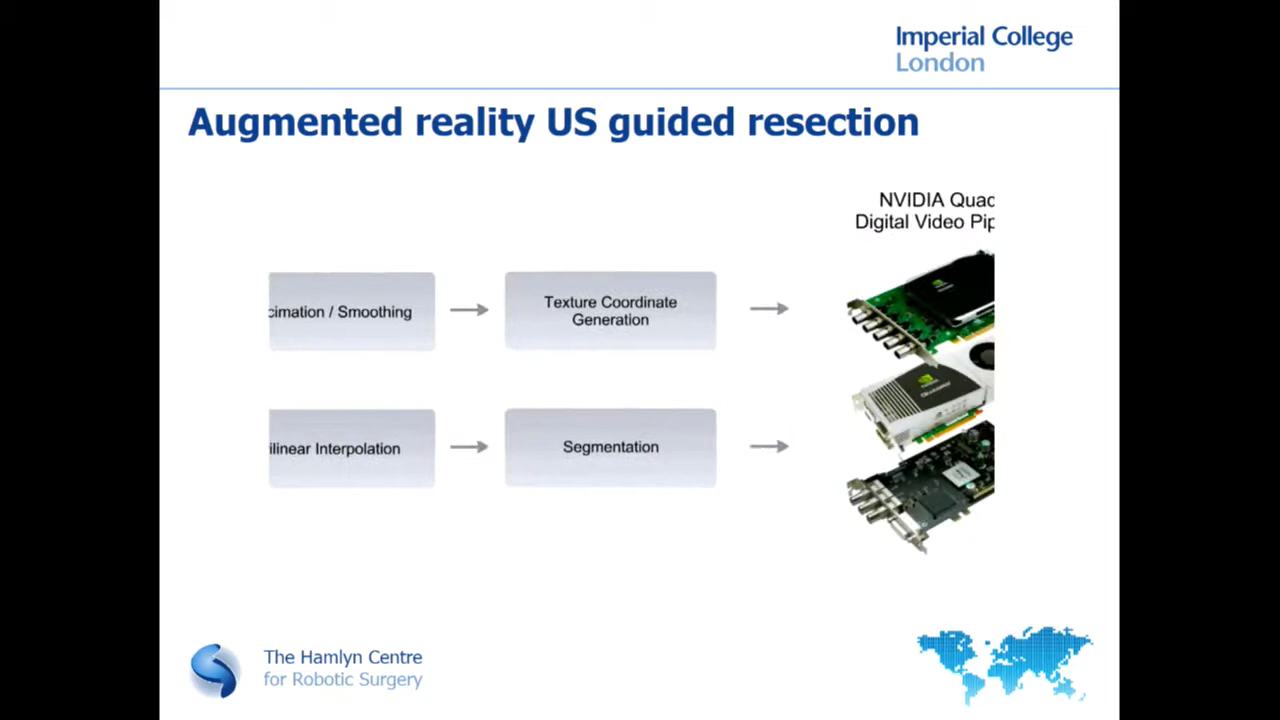 Imperial College
London
Augmented reality US guided resection
NVIDIA Quad
Digital Video Pip
cimation / Smoothing
Texture Coordinate
Generation
ilinear Interpolation
Segmentation
The Hamlyn Centre
for Robotic Surgery